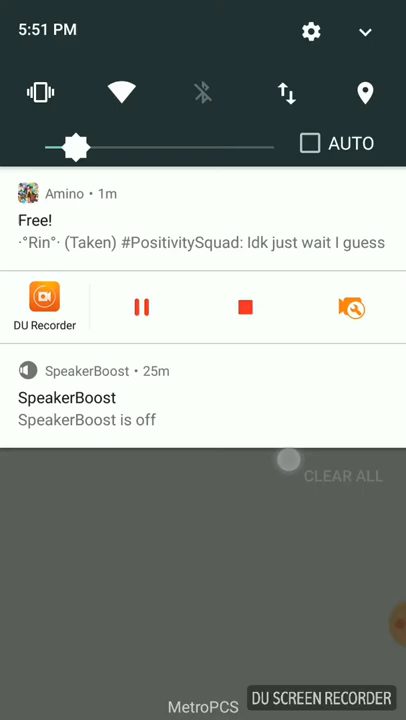 5:51 PM
AUTO
Amino • 1m
Free!
·°Rin°· (Taken) #PositivitySquad: Idk just wait I guess
DU Recorder
SpeakerBoost • 25m
SpeakerBoost
SpeakerBoost is off
CLEAR ALL
MetroPCS
DU SCREEN RECORDER